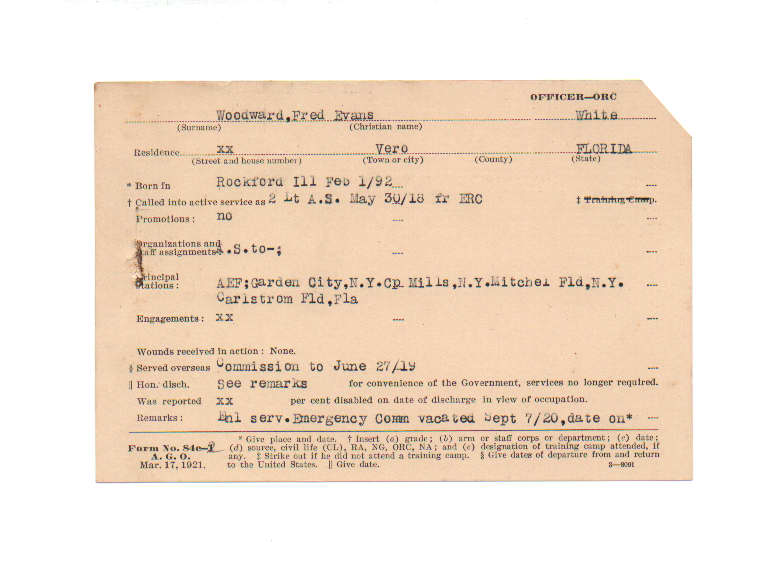 OFFICER—ORC
Woodward,Fred Evans White
(Surname) (Christian name)
Residence xx Vero FLORIDA
(Street and house number) (Town or city) (County) (State)
* Born in Rockford Ill Feb 1/92
† Called into active service as 2 Lt A.S. May 30/18 fr ERC ‡ Training Camp.
Promotions: no
Organizations and
staff assignments: A.S.to-;
Principal
stations: AEF;Garden City,N.Y.Cp Mills,N.Y.Mitchel Fld,N.Y.
Carlstrom Fld,Fla
Engagements: xx
Wounds received in action: None.
§ Served overseas Commission to June 27/19
|| Hon. disch. See remarks for convenience of the Government, services no longer required.
Was reported xx per cent disabled on date of discharge in view of occupation.
Remarks: Enl serv.Emergency Comm vacated Sept 7/20,date on*
Form No. 84c-
A. G. O.
Mar. 17, 1921.
* Give place and date. † Insert (a) grade; (b) arm or staff corps or department; (c) date;
(d) source, civil life (CL), RA, NG, ORC, NA; and (e) designation of training camp attended, if
any. ‡ Strike out if he did not attend a training camp. § Give dates of departure from and return
to the United States. || Give date. 3—9091